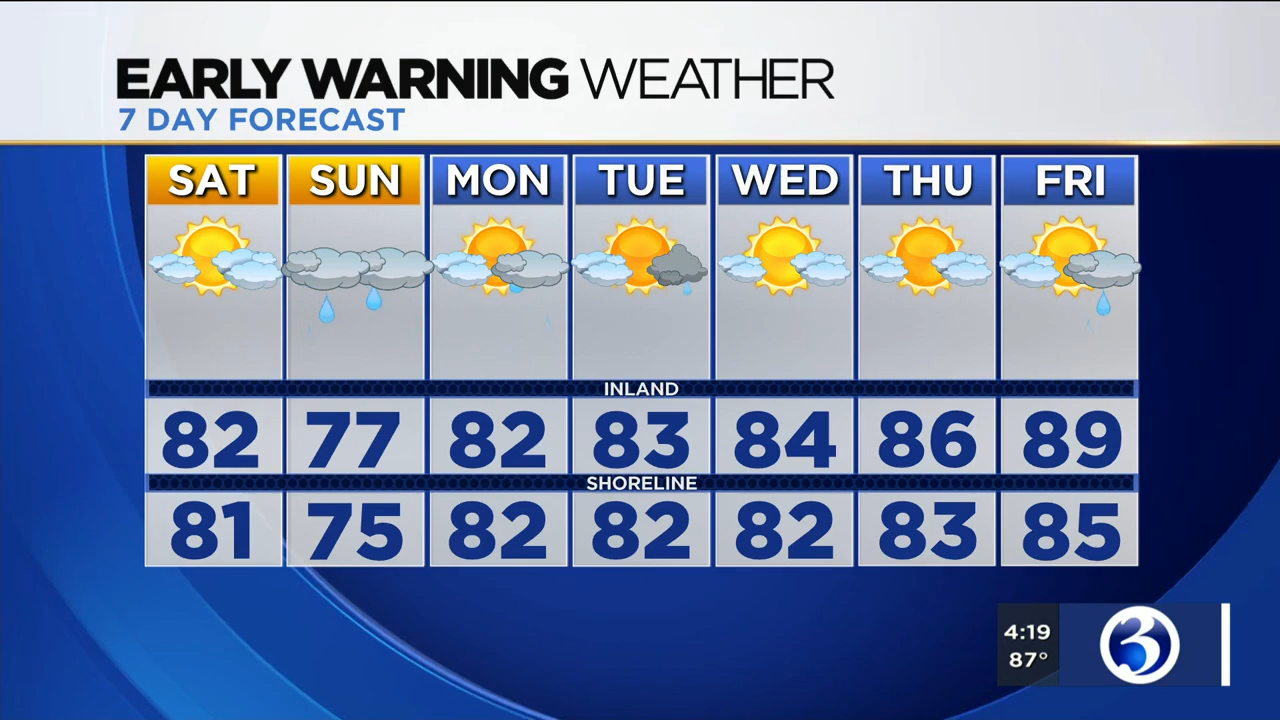 EARLY WARNING WEATHER
7 DAY FORECAST
SAT SUN MON TUE WED THU FRI
INLAND
82 77 82 83 84 86 89
SHORELINE
81 75 82 82 82 83 85
4:19
87°
3